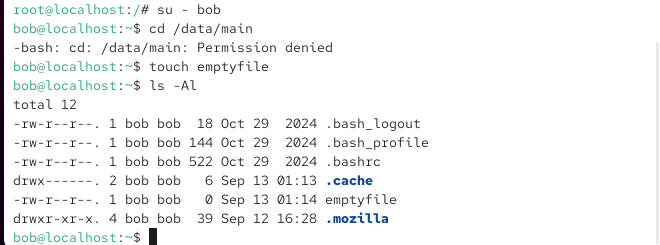 root@localhost:/# su - bob
bob@localhost:~$ cd /data/main
-bash: cd: /data/main: Permission denied
bob@localhost:~$ touch emptyfile
bob@localhost:~$ ls -Al
total 12
-rw-r--r--. 1 bob bob  18 Oct 29  2024 .bash_logout
-rw-r--r--. 1 bob bob 144 Oct 29  2024 .bash_profile
-rw-r--r--. 1 bob bob 522 Oct 29  2024 .bashrc
drwx------. 2 bob bob   6 Sep 13 01:13 .cache
-rw-r--r--. 1 bob bob   0 Sep 13 01:14 emptyfile
drwxr-xr-x. 4 bob bob  39 Sep 12 16:28 .mozilla
bob@localhost:~$